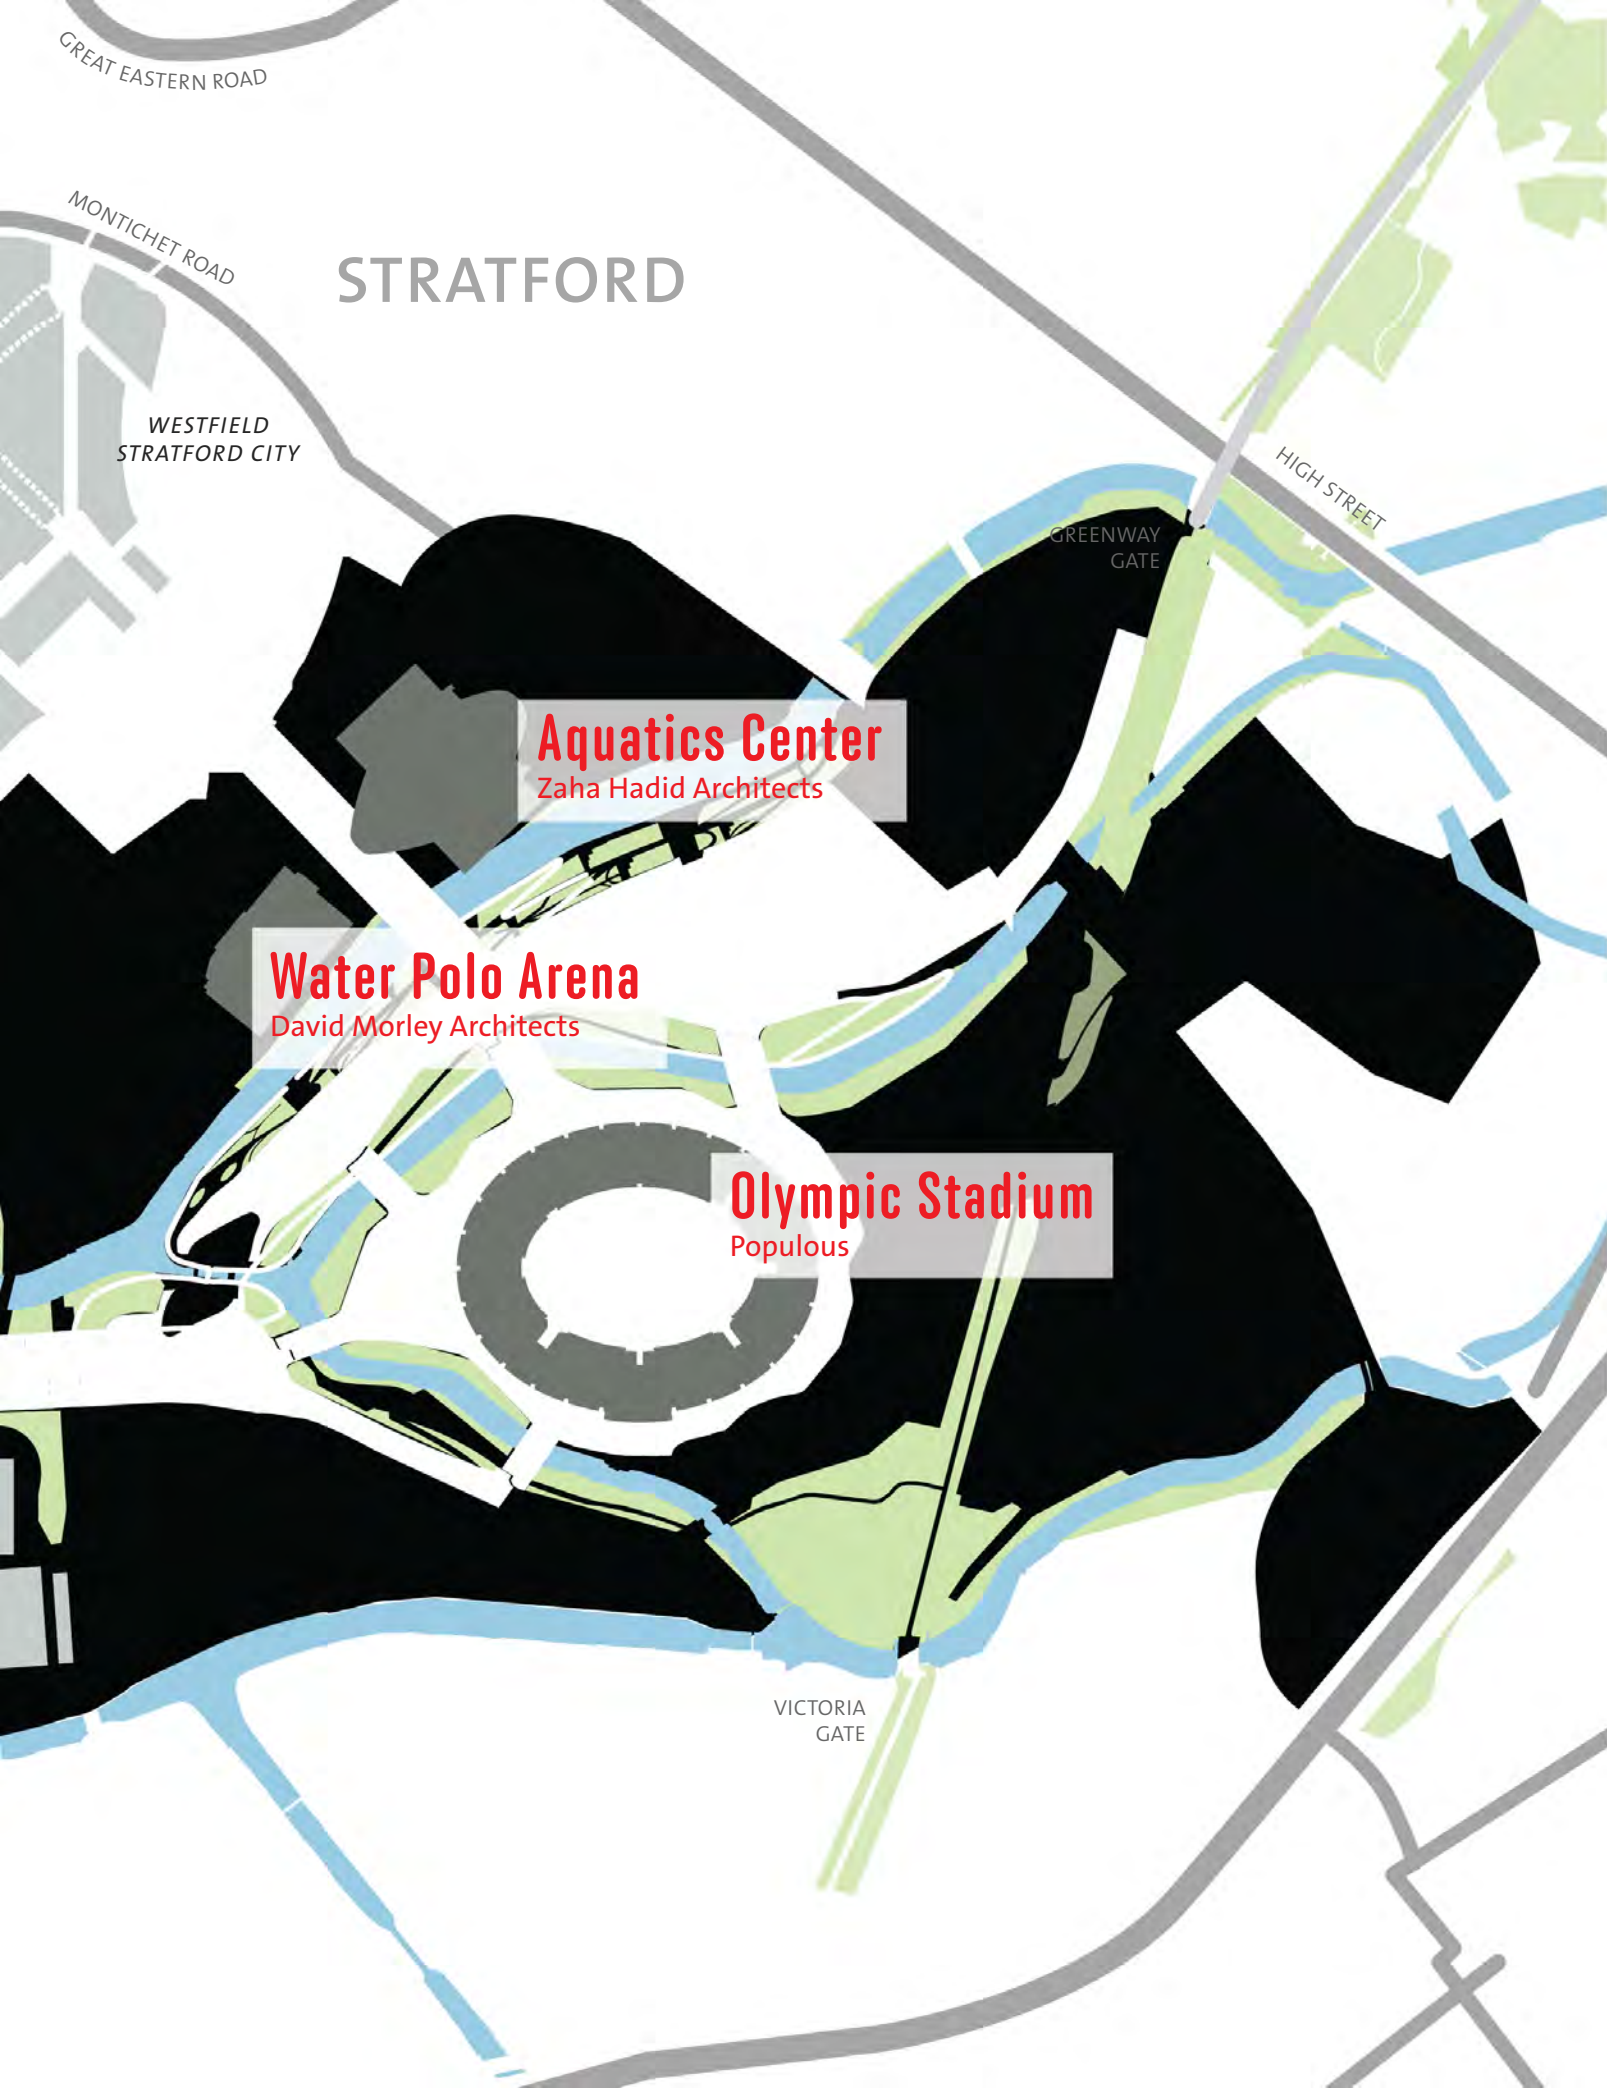 GREAT EASTERN ROAD
MONTICHET ROAD
STRATFORD
WESTFIELD
STRATFORD CITY
HIGH STREET
GREENWAY
GATE
Aquatics Center
Zaha Hadid Architects
Water Polo Arena
David Morley Architects
Olympic Stadium
Populous
VICTORIA
GATE